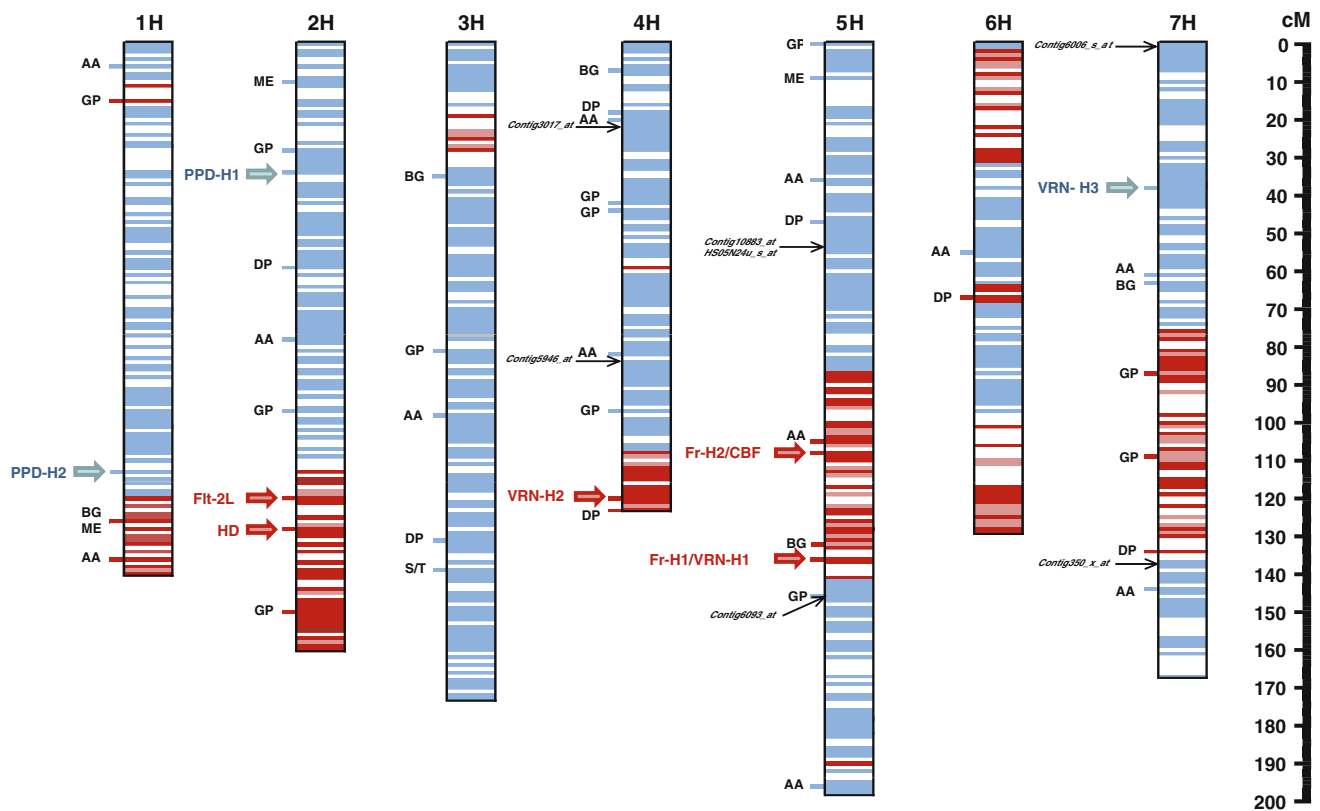 1H
2H
3H
4H
5H
6H
7H
cM
AA
GP
PPD-H2
BG
ME
AA
ME
GP
PPD-H1
DP
AA
GP
Flt-2L
HD
GP
BG
GP
AA
DP
S/T
BG
DP
Contig3017_at
AA
GP
GP
Contig5946_at
AA
GP
VRN-H2
DP
GP
ME
AA
DP
Contig10883_at
HS05N24u_s_at
AA
Fr-H2/CBF
BG
Fr-H1/VRN-H1
GP
Contig6093_at
AA
AA
DP
Contig6006_s_at
VRN- H3
AA
BG
GP
GP
DP
Contig350_x_at
AA
0
10
20
30
40
50
60
70
80
90
100
110
120
130
140
150
160
170
180
190
200